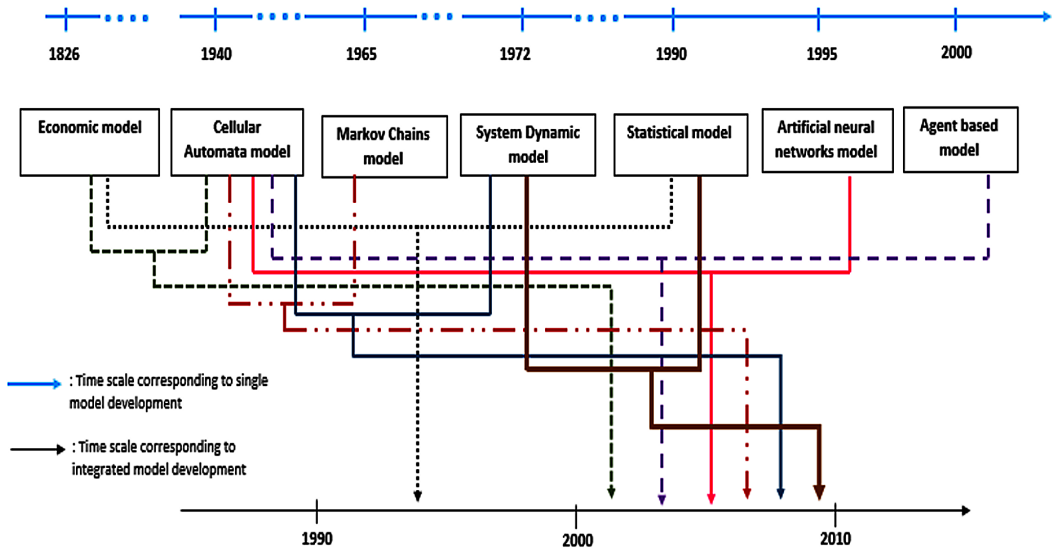 1826 1940 1965 1972 1990 1995 2000
Economic model
Cellular
Automata model
Markov Chains
model
System Dynamic
model
Statistical model
Artificial neural
networks model
Agent based
model
: Time scale corresponding to single
model development
: Time scale corresponding to
integrated model development
1990 2000 2010